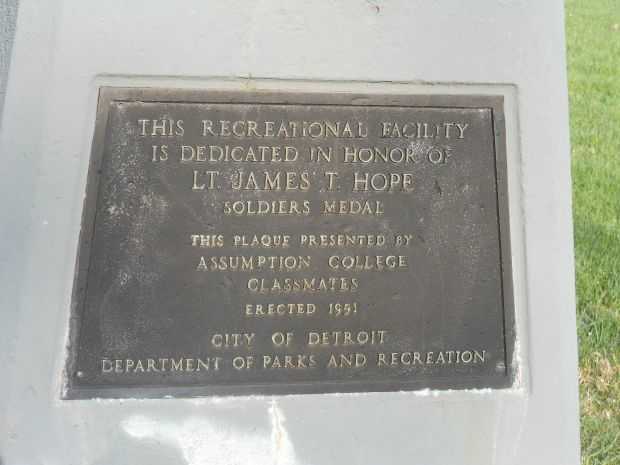 THIS RECREATIONAL FACILITY
IS DEDICATED IN HONOR OF
LT. JAMES T. HOPE
SOLDIERS MEDAL
THIS PLAQUE PRESENTED BY
ASSUMPTION COLLEGE
CLASSMATES
ERECTED 1951
CITY OF DETROIT
DEPARTMENT OF PARKS AND RECREATION